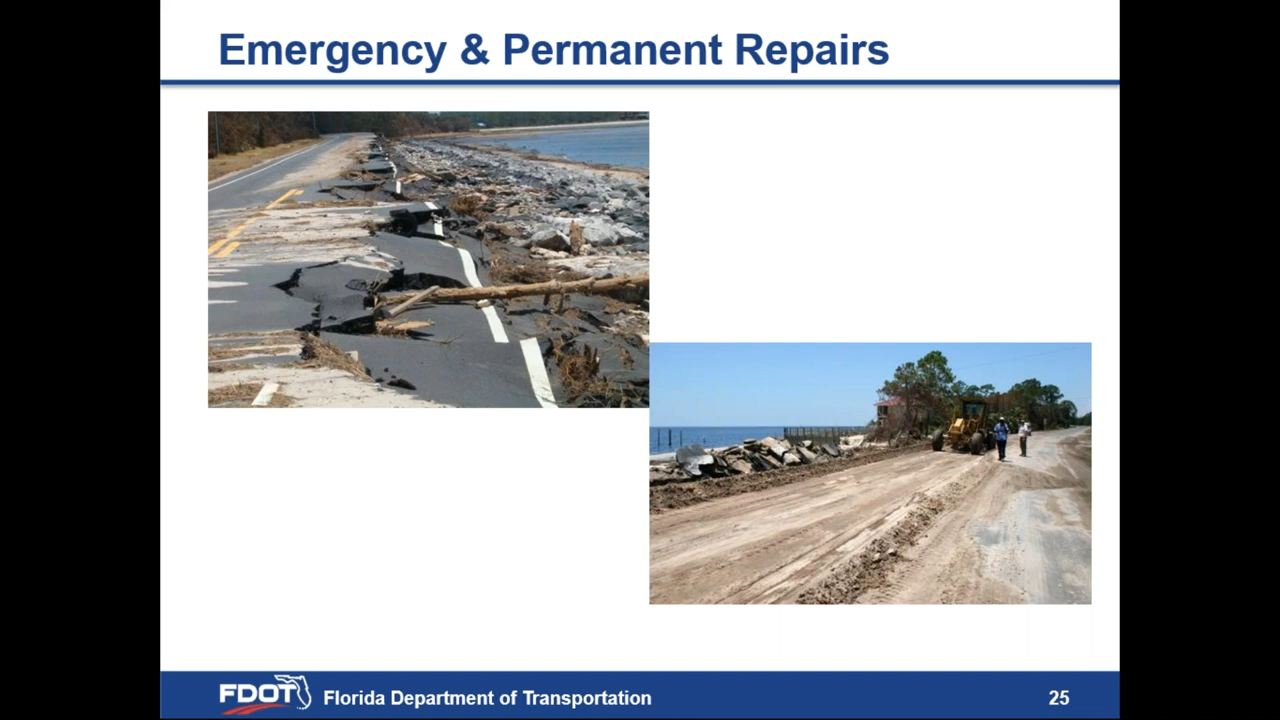 Emergency & Permanent Repairs
FDOT Florida Department of Transportation 25